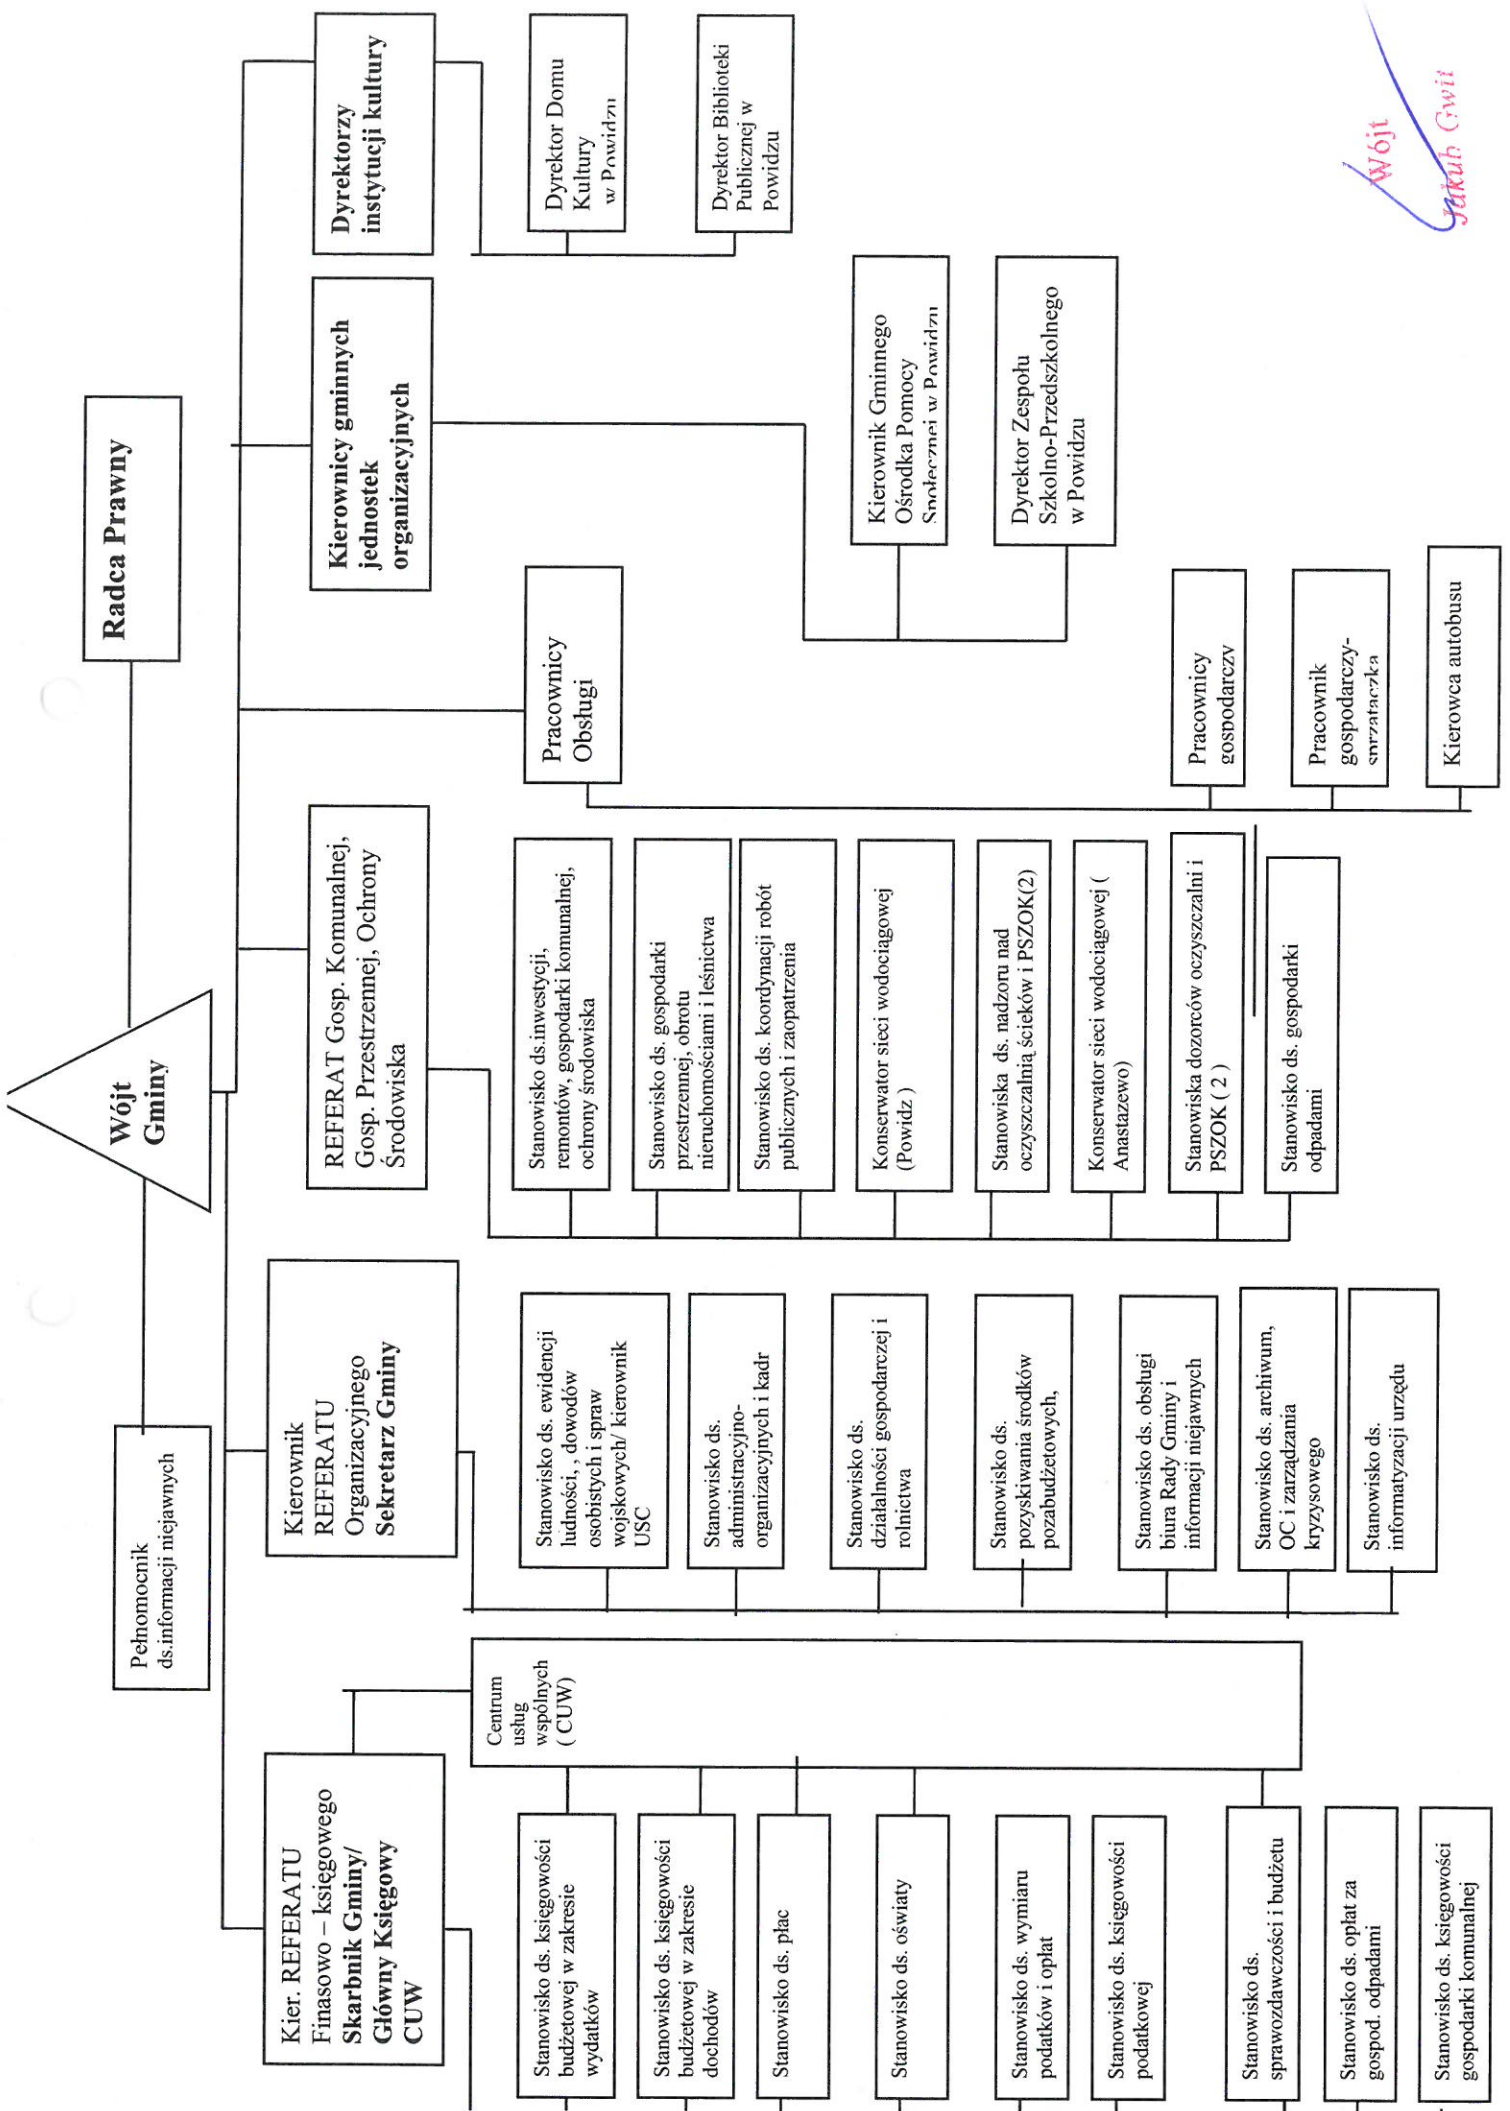 Wójt
Gminy
Radca Prawny
Pełnomocnik
ds.informacji niejawnych
Kier. REFERATU
Finasowo – księgowego
Skarbnik Gminy/
Główny Księgowy
CUW
Kierownik
REFERATU
Organizacyjnego
Sekretarz Gminy
REFERAT Gosp. Komunalnej,
Gosp. Przestrzennej, Ochrony
Środowiska
Pracownicy
Obsługi
Kierownicy gminnych
jednostek
organizacyjnych
Dyrektorzy
instytucji kultury
Centrum
usług
wspólnych
( CUW)
Stanowisko ds. księgowości
budżetowej w zakresie
wydatków
Stanowisko ds. księgowości
budżetowej w zakresie
dochodów
Stanowisko ds. płac
Stanowisko ds. oświaty
Stanowisko ds. wymiaru
podatków i opłat
Stanowisko ds. księgowości
podatkowej
Stanowisko ds.
sprawozdawczości i budżetu
Stanowisko ds. opłat za
gospod. odpadami
Stanowisko ds. księgowości
gospodarki komunalnej
Stanowisko ds. ewidencji
ludności, , dowodów
osobistych i spraw
wojskowych/ kierownik
USC
Stanowisko ds.
administracyjno-
organizacyjnych i kadr
Stanowisko ds.
działalności gospodarczej i
rolnictwa
Stanowisko ds.
pozyskiwania środków
pozabudżetowych,
Stanowisko ds. obsługi
biura Rady Gminy i
informacji niejawnych
Stanowisko ds. archiwum,
OC i zarządzania
kryzysowego
Stanowisko ds.
informatyzacji urzędu
Stanowisko ds.inwestycji,
remontów, gospodarki komunalnej,
ochrony środowiska
Stanowisko ds. gospodarki
przestrzennej, obrotu
nieruchomościami i leśnictwa
Stanowisko ds. koordynacji robót
publicznych i zaopatrzenia
Konserwator sieci wodociągowej
(Powidz )
Stanowiska ds. nadzoru nad
oczyszczalnią ścieków i PSZOK(2)
Konserwator sieci wodociągowej (
Anastazewo)
Stanowiska dozorców oczyszczalni i
PSZOK ( 2 )
Stanowisko ds. gospodarki
odpadami
Pracownicy
gospodarczy
Pracownik
gospodarczy-
sprzątaczka
Kierowca autobusu
Kierownik Gminnego
Ośrodka Pomocy
Społecznej w Powidzu
Dyrektor Zespołu
Szkolno-Przedszkolnego
w Powidzu
Dyrektor Domu
Kultury
w Powidzu
Dyrektor Biblioteki
Publicznej w
Powidzu
Wójt
Jakub Gwit